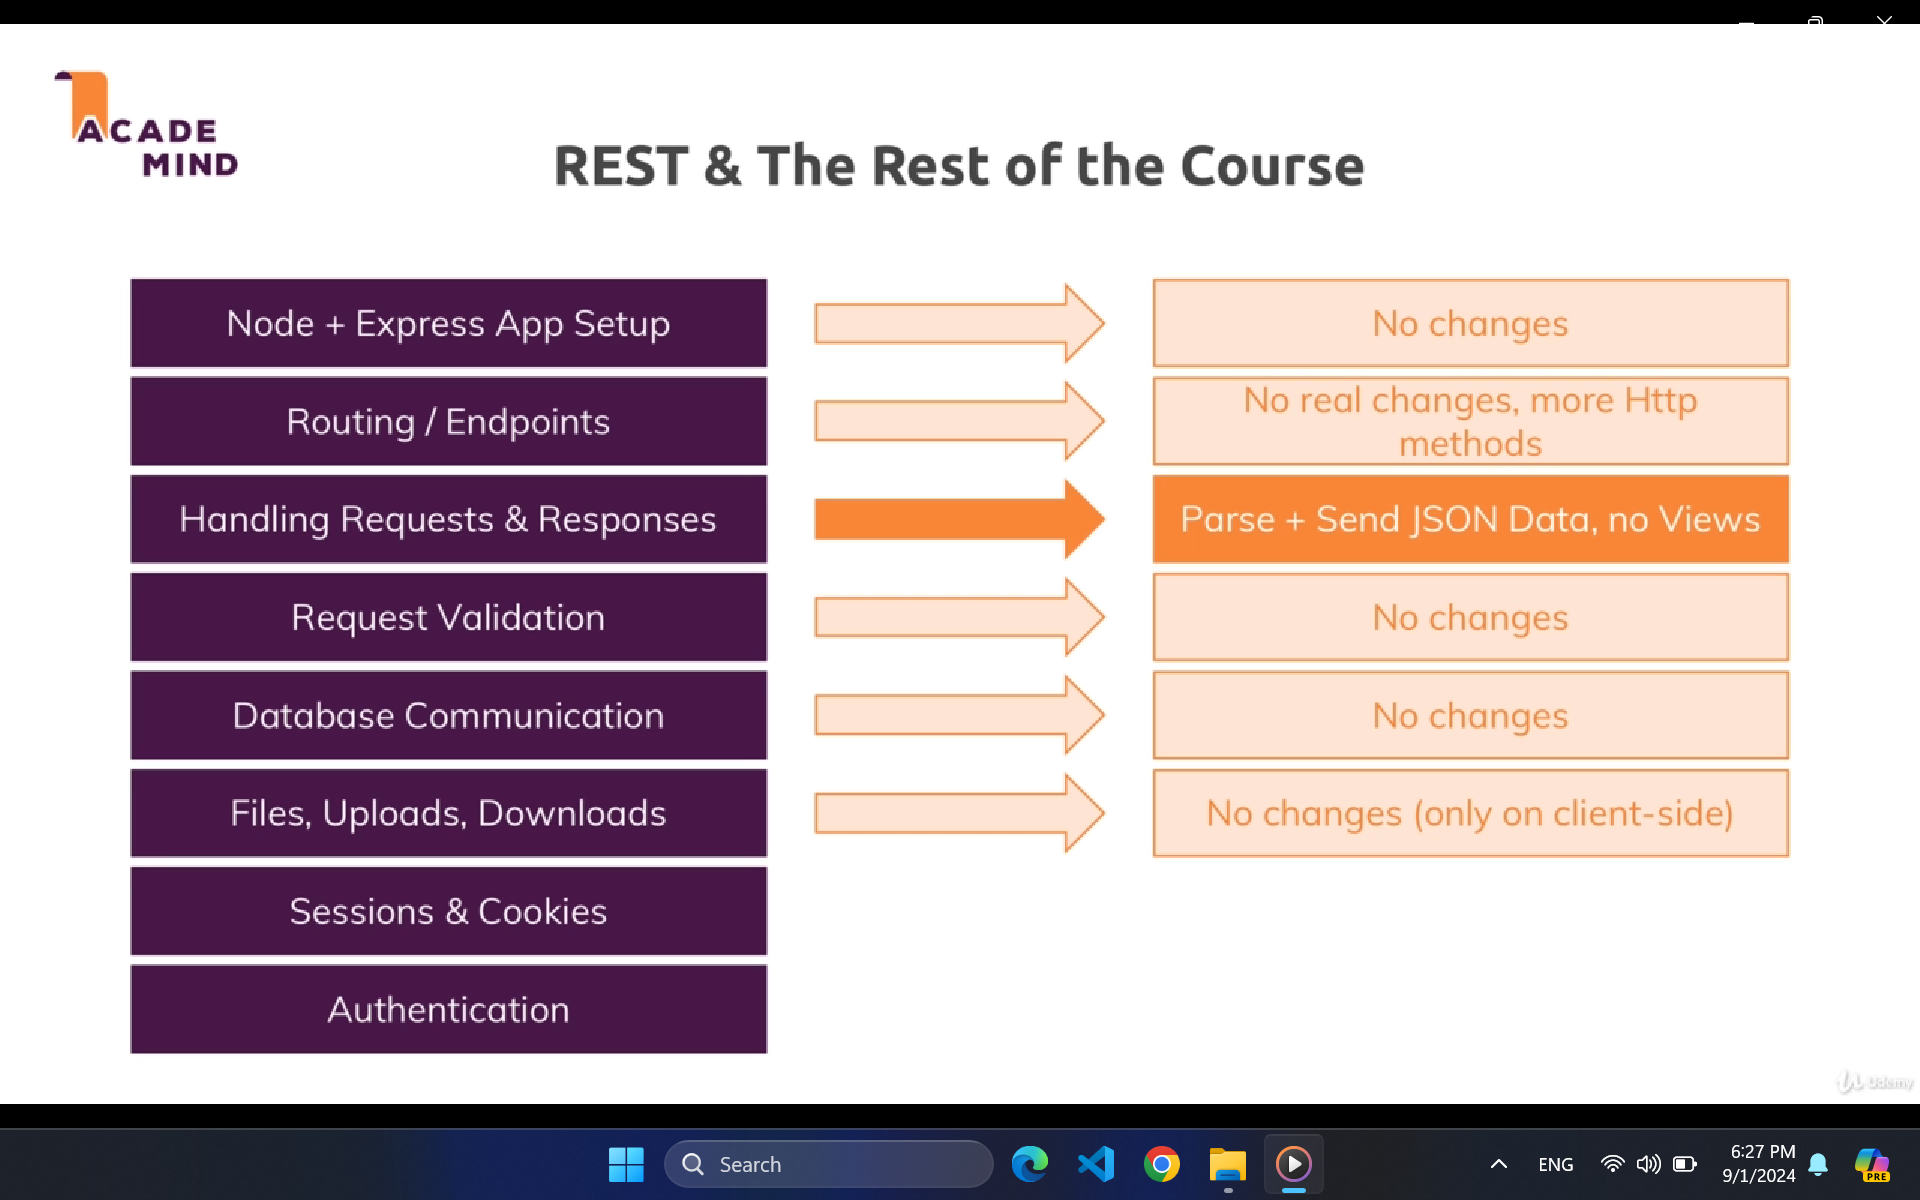 ACADE
MIND
REST & The Rest of the Course
Node + Express App Setup
No changes
Routing / Endpoints
No real changes, more Http
methods
Handling Requests & Responses
Parse + Send JSON Data, no Views
Request Validation
No changes
Database Communication
No changes
Files, Uploads, Downloads
No changes (only on client-side)
Sessions & Cookies
Authentication
Udemy
Search
ENG
6:27 PM
9/1/2024
PRE